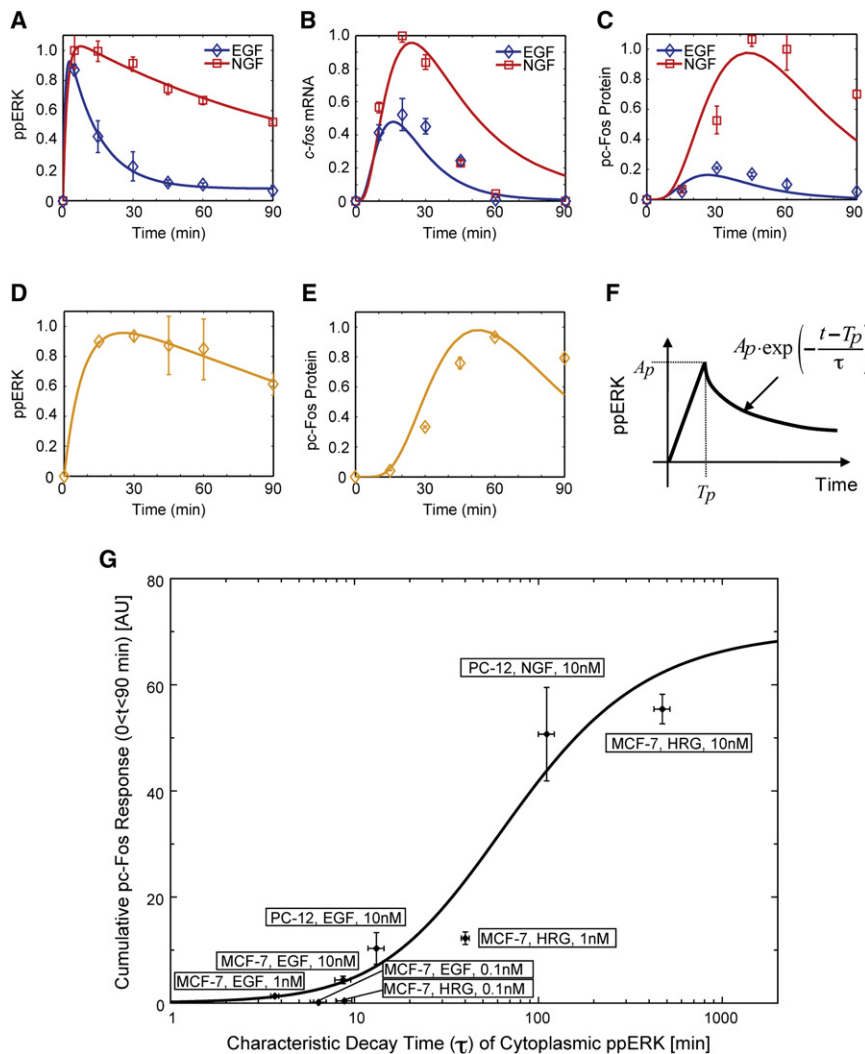 A
ppERK
1.0
0.8
0.6
0.4
0.2
0
0 30 60 90
Time (min)
EGF
NGF
B
c-fos mRNA
1.0
0.8
0.6
0.4
0.2
0
0 30 60 90
Time (min)
EGF
NGF
C
pc-Fos Protein
1.0
0.8
0.6
0.4
0.2
0
0 30 60 90
Time (min)
EGF
NGF
D
ppERK
1.0
0.8
0.6
0.4
0.2
0
0 30 60 90
Time (min)
E
pc-Fos Protein
1.0
0.8
0.6
0.4
0.2
0
0 30 60 90
Time (min)
F
ppERK
Ap
Ap·exp(−(t−Tp)/τ)
Tp
Time
G
Cumulative pc-Fos Response (0<t<90 min) [AU]
80
60
40
20
0
PC-12, NGF, 10nM
MCF-7, HRG, 10nM
PC-12, EGF, 10nM
MCF-7, HRG, 1nM
MCF-7, EGF, 10nM
MCF-7, EGF, 0.1nM
MCF-7, EGF, 1nM
MCF-7, HRG, 0.1nM
1 10 100 1000
Characteristic Decay Time (τ) of Cytoplasmic ppERK [min]